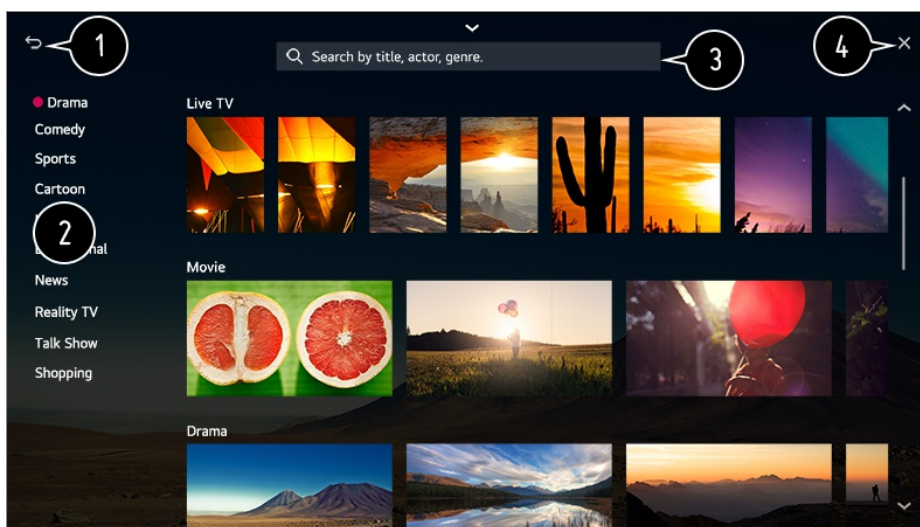 1
3
4
Search by title, actor, genre.
Drama
Comedy
Sports
Cartoon
2
News
Reality TV
Talk Show
Shopping
Live TV
Movie
Drama